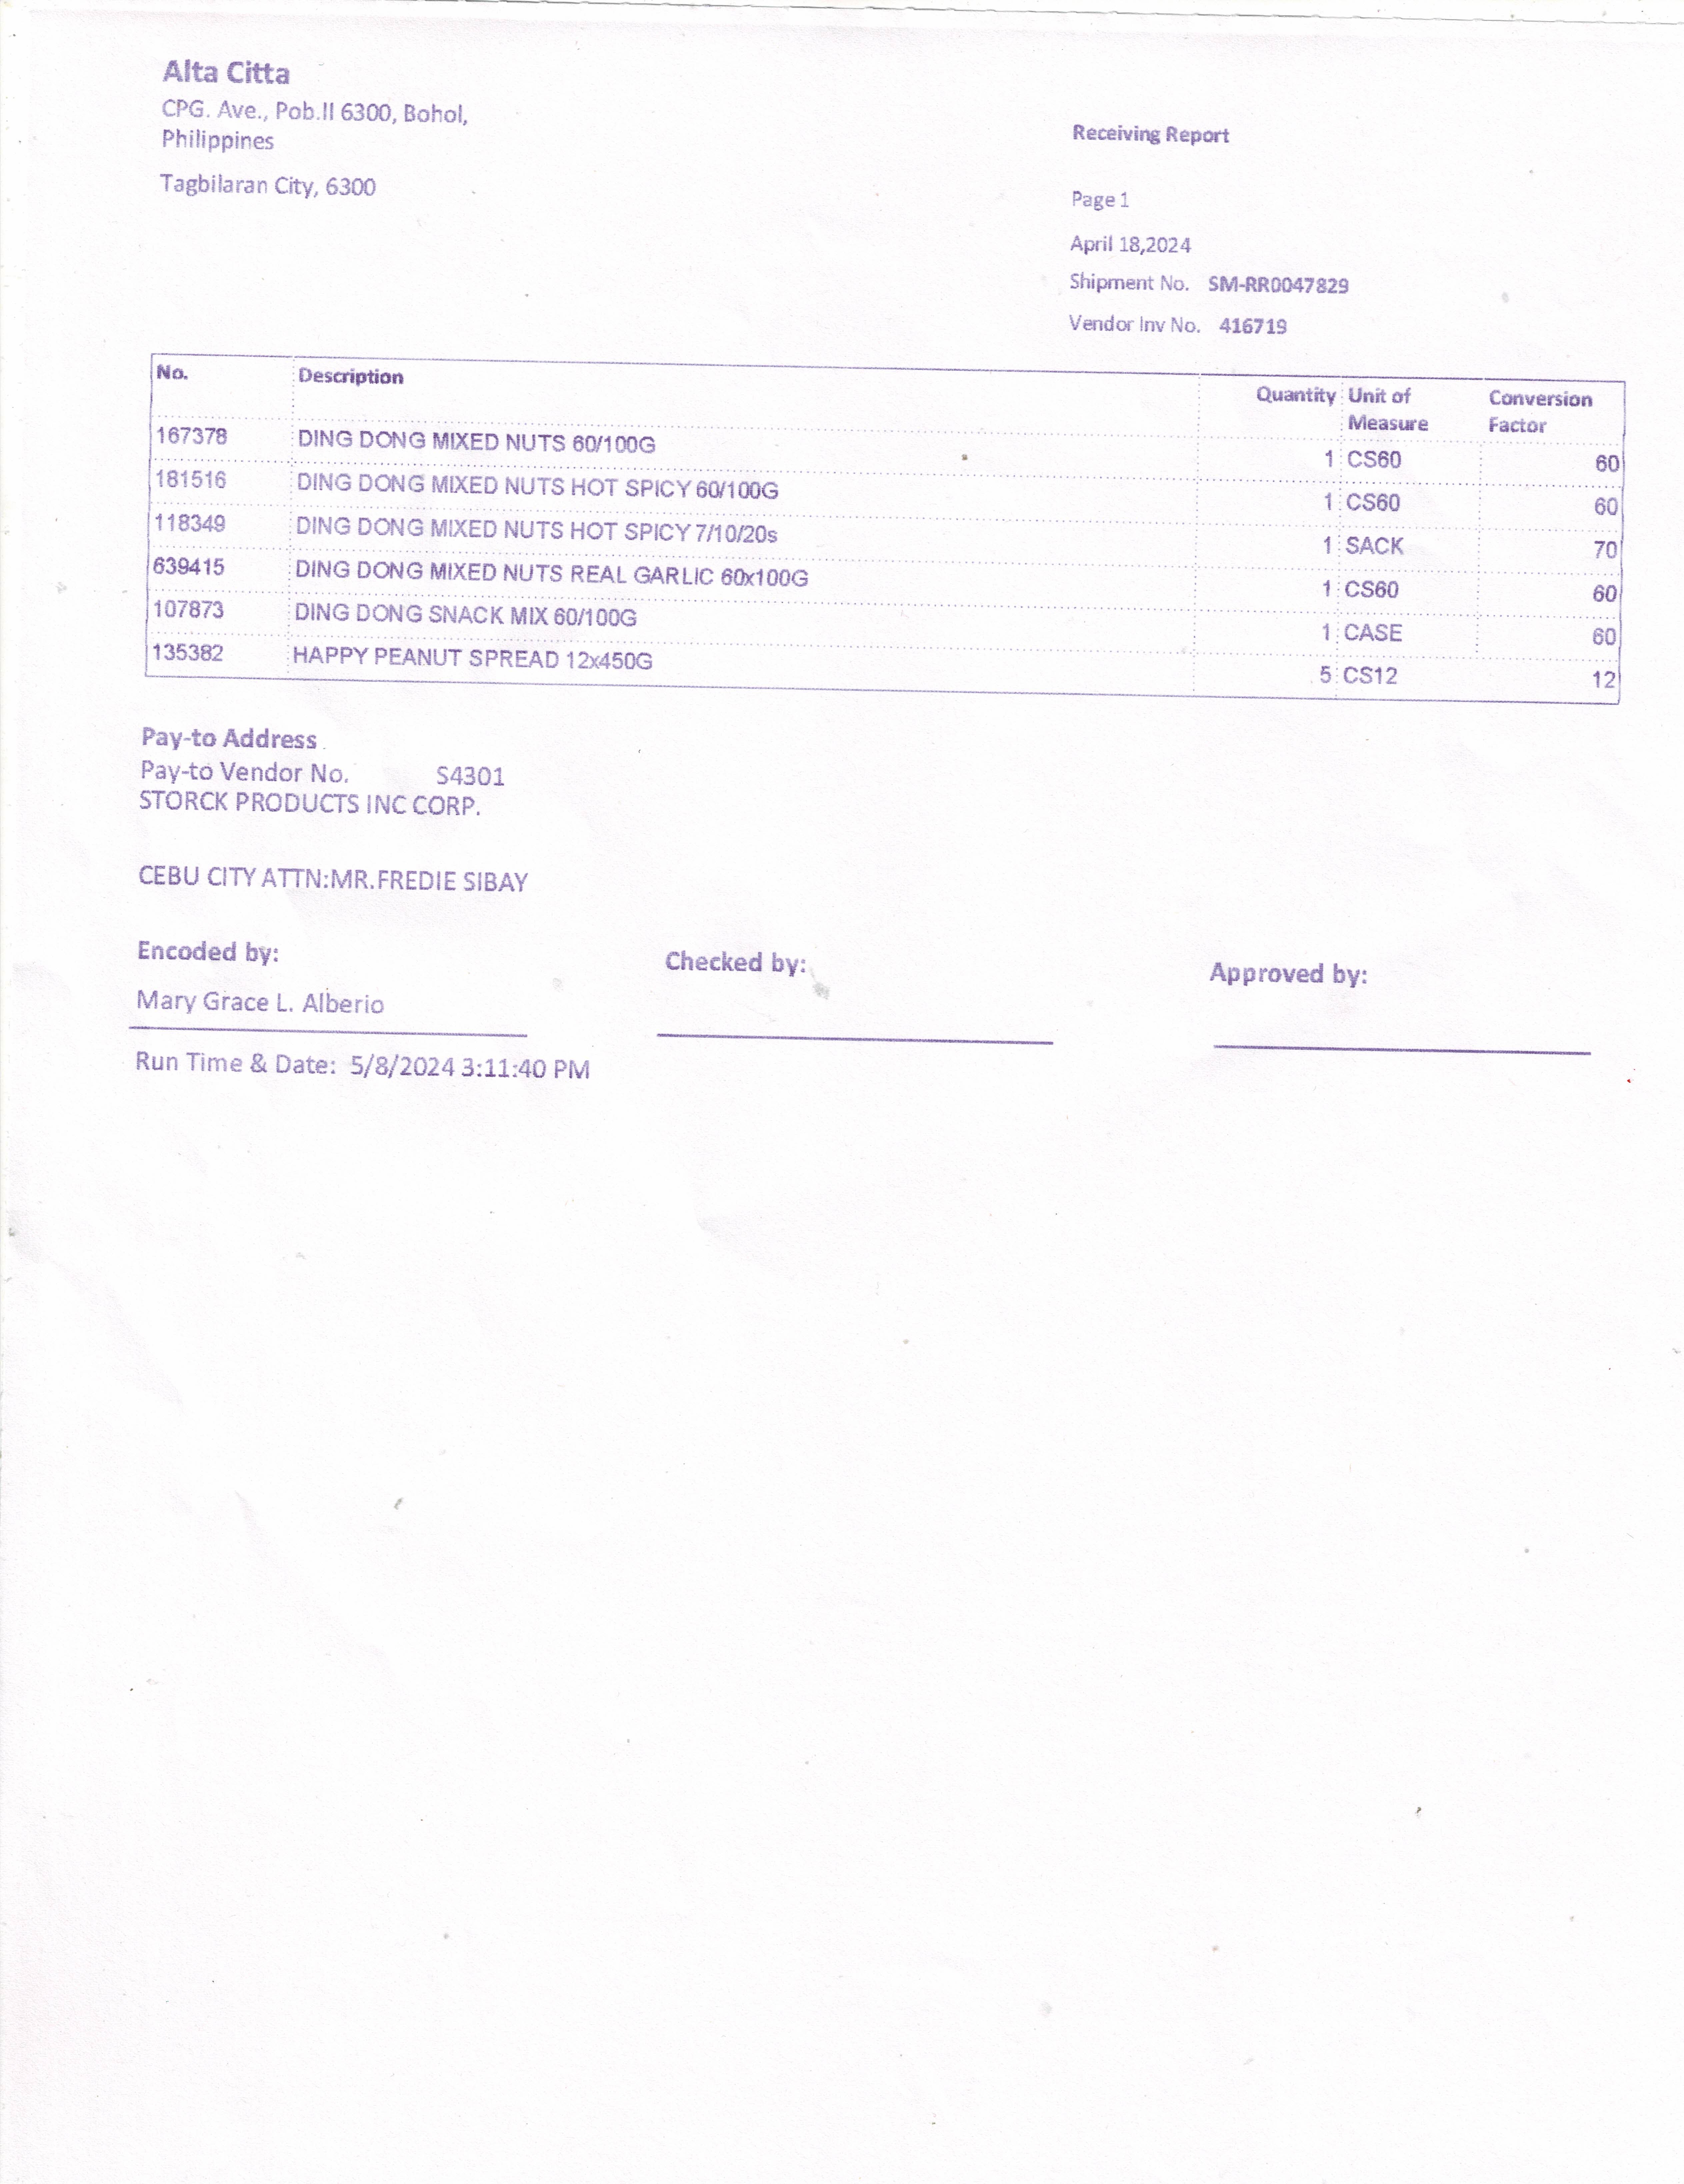 Alta Citta
CPG. Ave., Pob.II 6300, Bohol,
Philippines
Tagbilaran City, 6300
Receiving Report
Page 1
April 18,2024
Shipment No. SM-RR0047829
Vendor Inv No. 416719
No. Description Quantity Unit of Measure Conversion Factor
167378 DING DONG MIXED NUTS 60/100G 1 CS60 60
181516 DING DONG MIXED NUTS HOT SPICY 60/100G 1 CS60 60
118349 DING DONG MIXED NUTS HOT SPICY 7/10/20s 1 SACK 70
639415 DING DONG MIXED NUTS REAL GARLIC 60x100G 1 CS60 60
107873 DING DONG SNACK MIX 60/100G 1 CASE 60
135382 HAPPY PEANUT SPREAD 12x450G 5 CS12 12
Pay-to Address
Pay-to Vendor No. S4301
STORCK PRODUCTS INC CORP.
CEBU CITY ATTN:MR.FREDIE SIBAY
Encoded by: Checked by: Approved by:
Mary Grace L. Alberio
Run Time & Date: 5/8/2024 3:11:40 PM